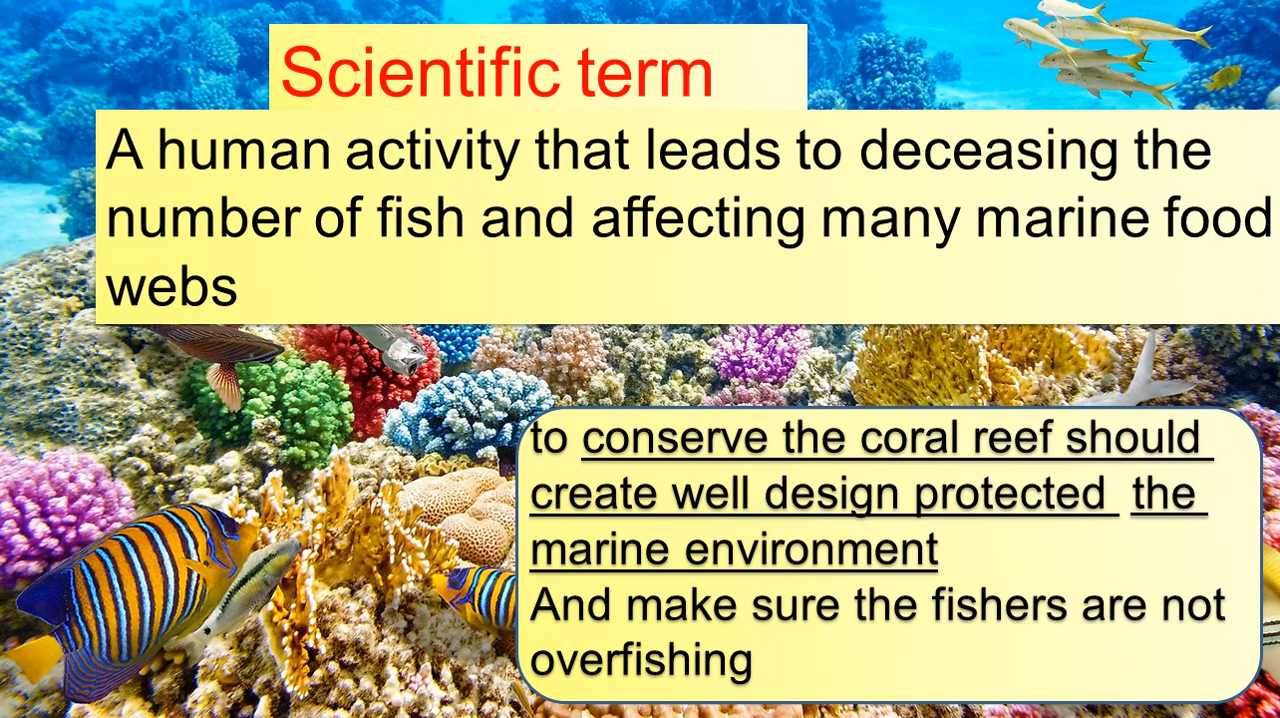 Scientific term
A human activity that leads to deceasing the
number of fish and affecting many marine food
webs
to conserve the coral reef should
create well design protected the
marine environment
And make sure the fishers are not
overfishing